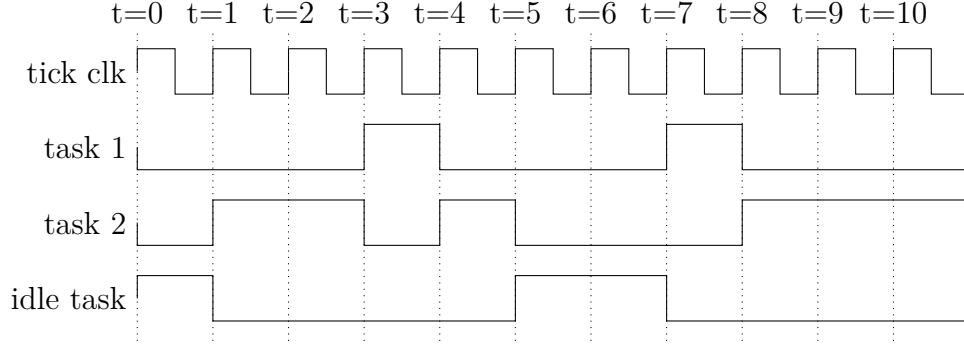 t=0 t=1 t=2 t=3 t=4 t=5 t=6 t=7 t=8 t=9 t=10
tick clk
task 1
task 2
idle task